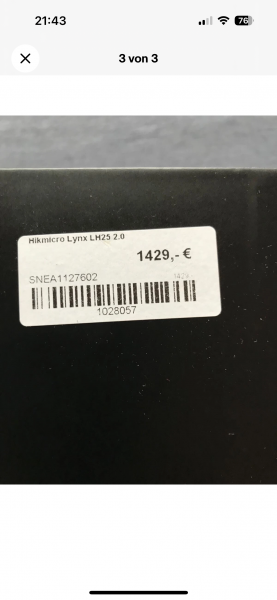 21:43
76
3 von 3
Hikmicro Lynx LH25 2.0
1429,- €
SNEA1127602
1429
1028057